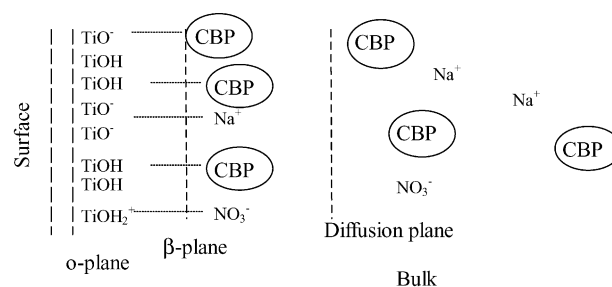 Surface
TiO⁻
TiOH
TiOH
TiO⁻
TiO⁻
TiOH
TiOH
TiOH₂⁺
o-plane
CBP
CBP
Na⁺
CBP
NO₃⁻
β-plane
CBP
Na⁺
Na⁺
CBP
CBP
NO₃⁻
Diffusion plane
Bulk